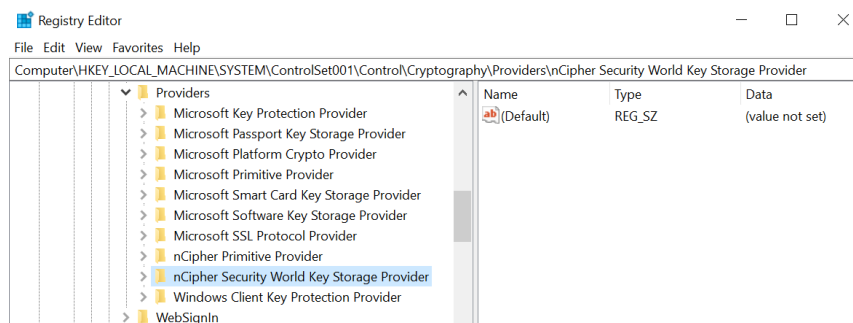 Registry Editor
File Edit View Favorites Help
Computer\HKEY_LOCAL_MACHINE\SYSTEM\ControlSet001\Control\Cryptography\Providers\nCipher Security World Key Storage Provider
Providers
Microsoft Key Protection Provider
Microsoft Passport Key Storage Provider
Microsoft Platform Crypto Provider
Microsoft Primitive Provider
Microsoft Smart Card Key Storage Provider
Microsoft Software Key Storage Provider
Microsoft SSL Protocol Provider
nCipher Primitive Provider
nCipher Security World Key Storage Provider
Windows Client Key Protection Provider
WebSignIn
Name Type Data
ab (Default) REG_SZ (value not set)